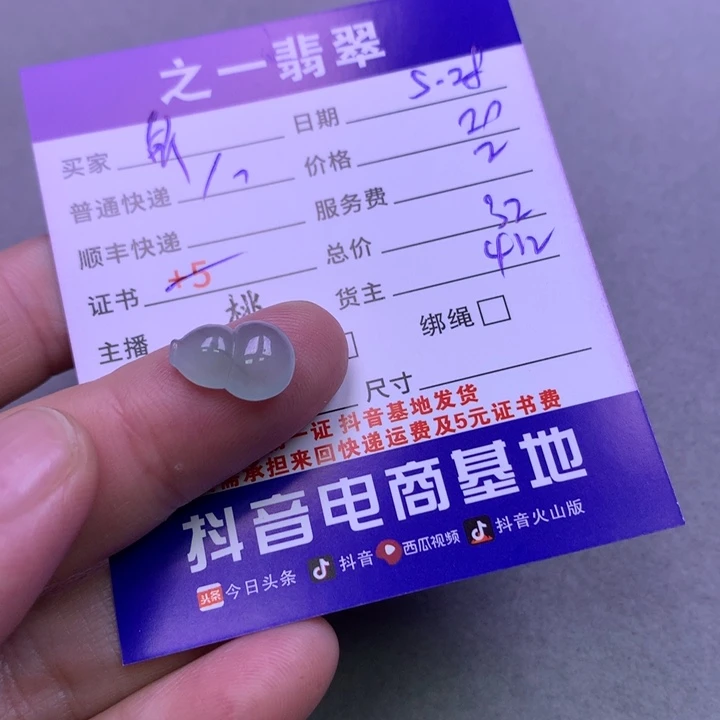 之一翡翠
买家 日期 5.28
普通快递 价格 20
顺丰快递 服务费 2
证书 +5 总价 32
主播 桃 货主 412
绑绳
尺寸
一证 抖音基地发货
需承担来回快递运费及5元证书费
抖音电商基地
头条 今日头条 抖音 西瓜视频 抖音火山版